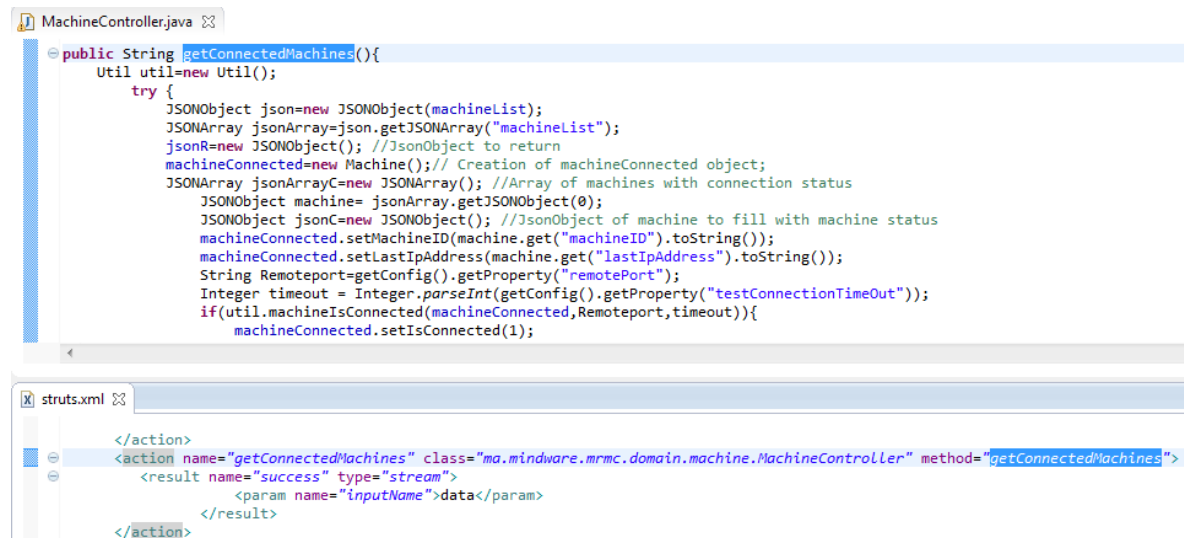 MachineController.java
public String getConnectedMachines(){
Util util=new Util();
try {
JSONObject json=new JSONObject(machineList);
JSONArray jsonArray=json.getJSONArray("machineList");
jsonR=new JSONObject(); //JsonObject to return
machineConnected=new Machine();// Creation of machineConnected object;
JSONArray jsonArrayC=new JSONArray(); //Array of machines with connection status
JSONObject machine= jsonArray.getJSONObject(0);
JSONObject jsonC=new JSONObject(); //JsonObject of machine to fill with machine status
machineConnected.setMachineID(machine.get("machineID").toString());
machineConnected.setLastIpAddress(machine.get("lastIpAddress").toString());
String Remoteport=getConfig().getProperty("remotePort");
Integer timeout = Integer.parseInt(getConfig().getProperty("testConnectionTimeOut"));
if(util.machineIsConnected(machineConnected,Remoteport,timeout)){
machineConnected.setIsConnected(1);
struts.xml
</action>
<action name="getConnectedMachines" class="ma.mindware.mrmc.domain.machine.MachineController" method="getConnectedMachines">
<result name="success" type="stream">
<param name="inputName">data</param>
</result>
</action>